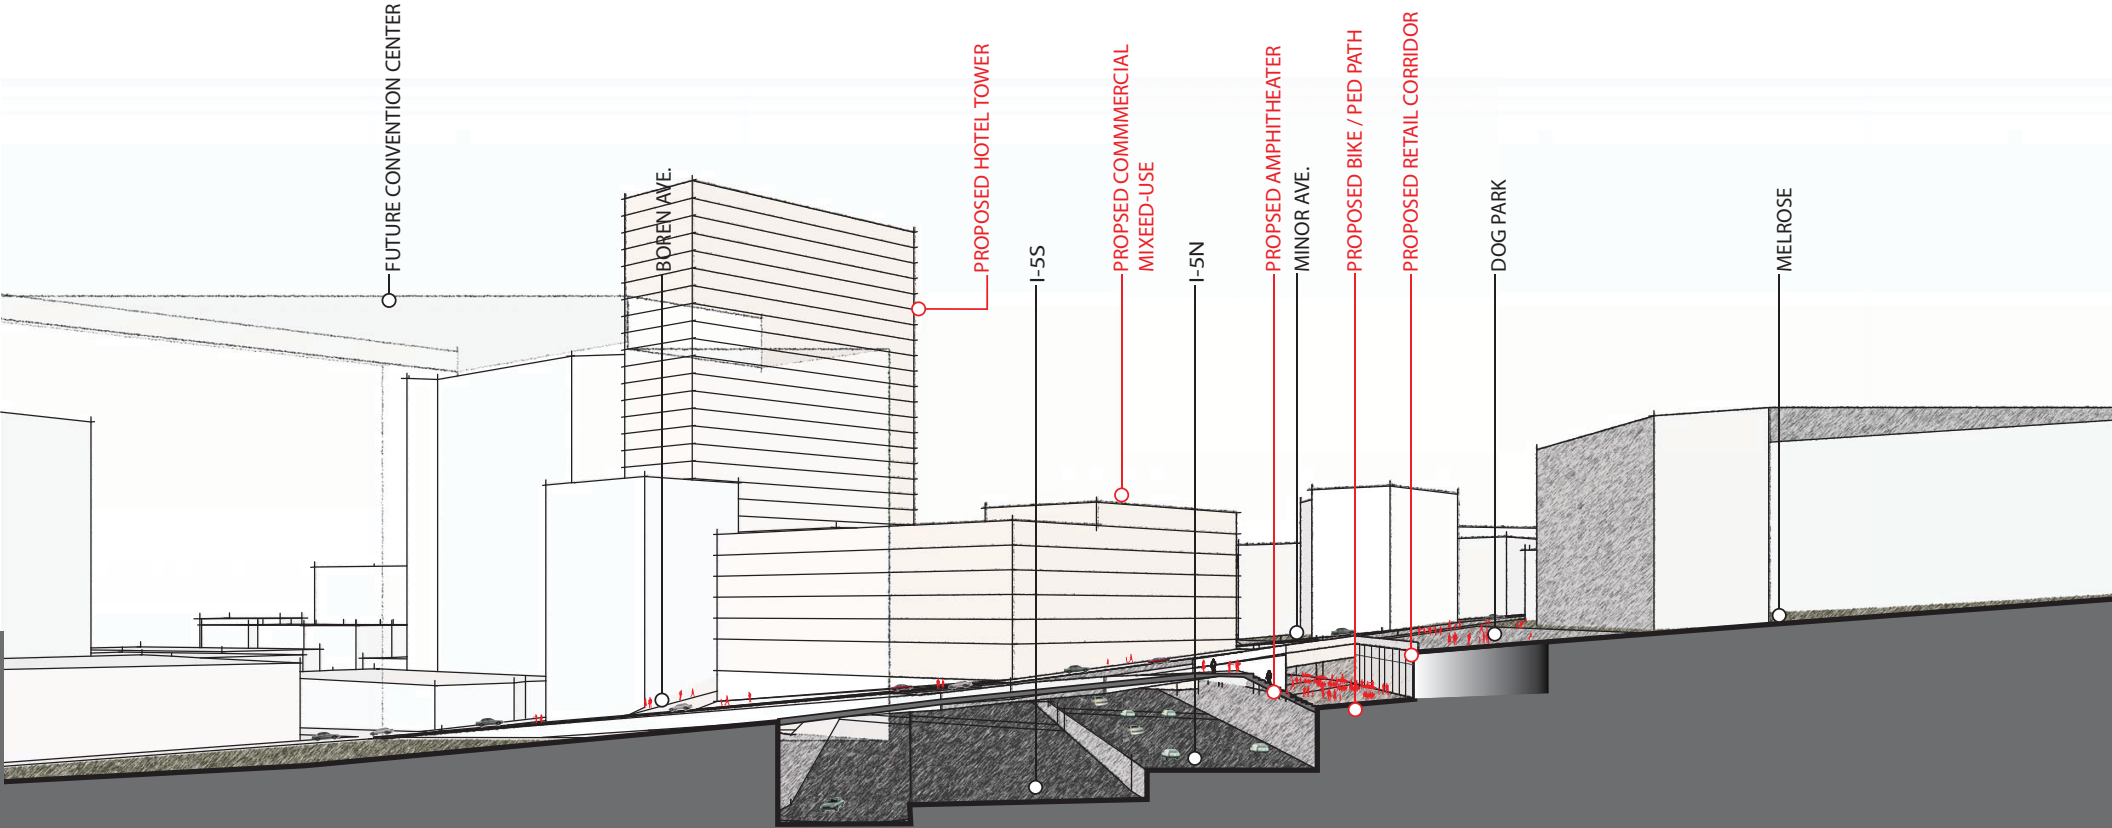 FUTURE CONVENTION CENTER
BOREN AVE.
PROPOSED HOTEL TOWER
I-5S
PROPSED COMMMERCIAL
MIXEED-USE
I-5N
PROPSED AMPHITHEATER
MINOR AVE.
PROPOSED BIKE / PED PATH
PROPOSED RETAIL CORRIDOR
DOG PARK
MELROSE